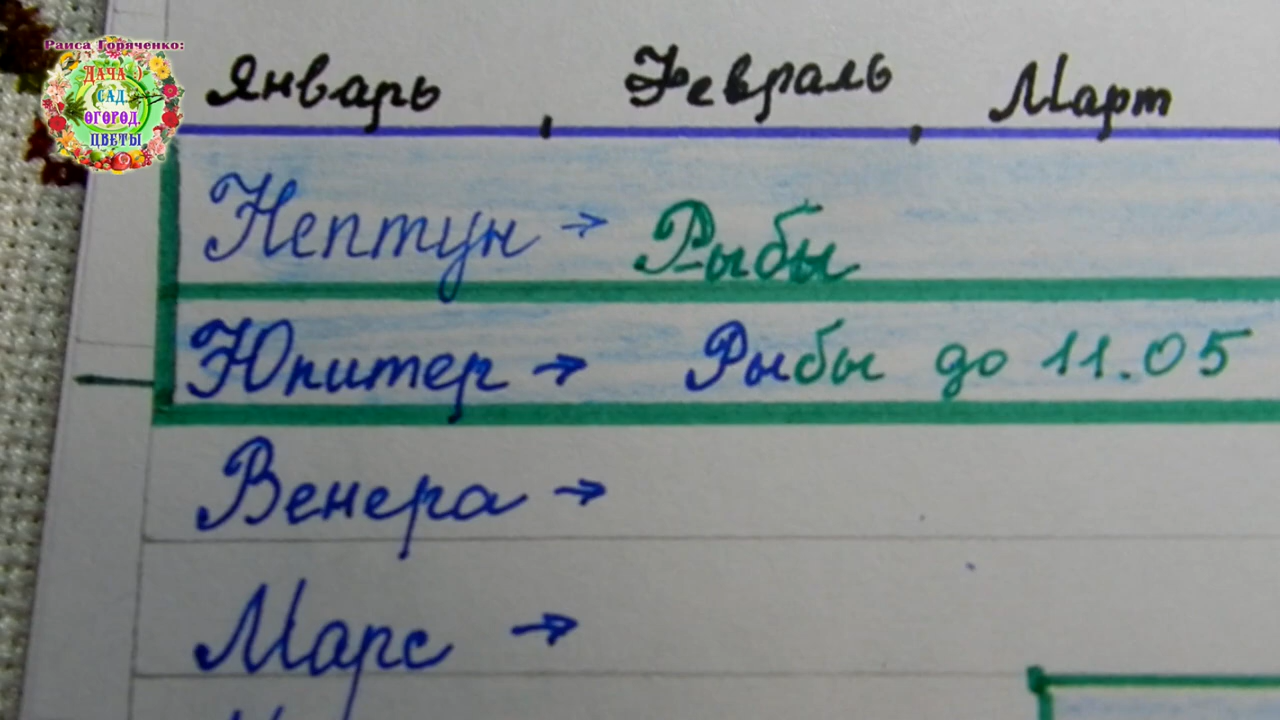 Раиса Горяченко:
ДАЧА
САД
ОГОРОД
ЦВЕТЫ
Январь Февраль Март
Нептун → Рыбы
Юпитер → Рыбы до 11.05
Венера →
Марс →